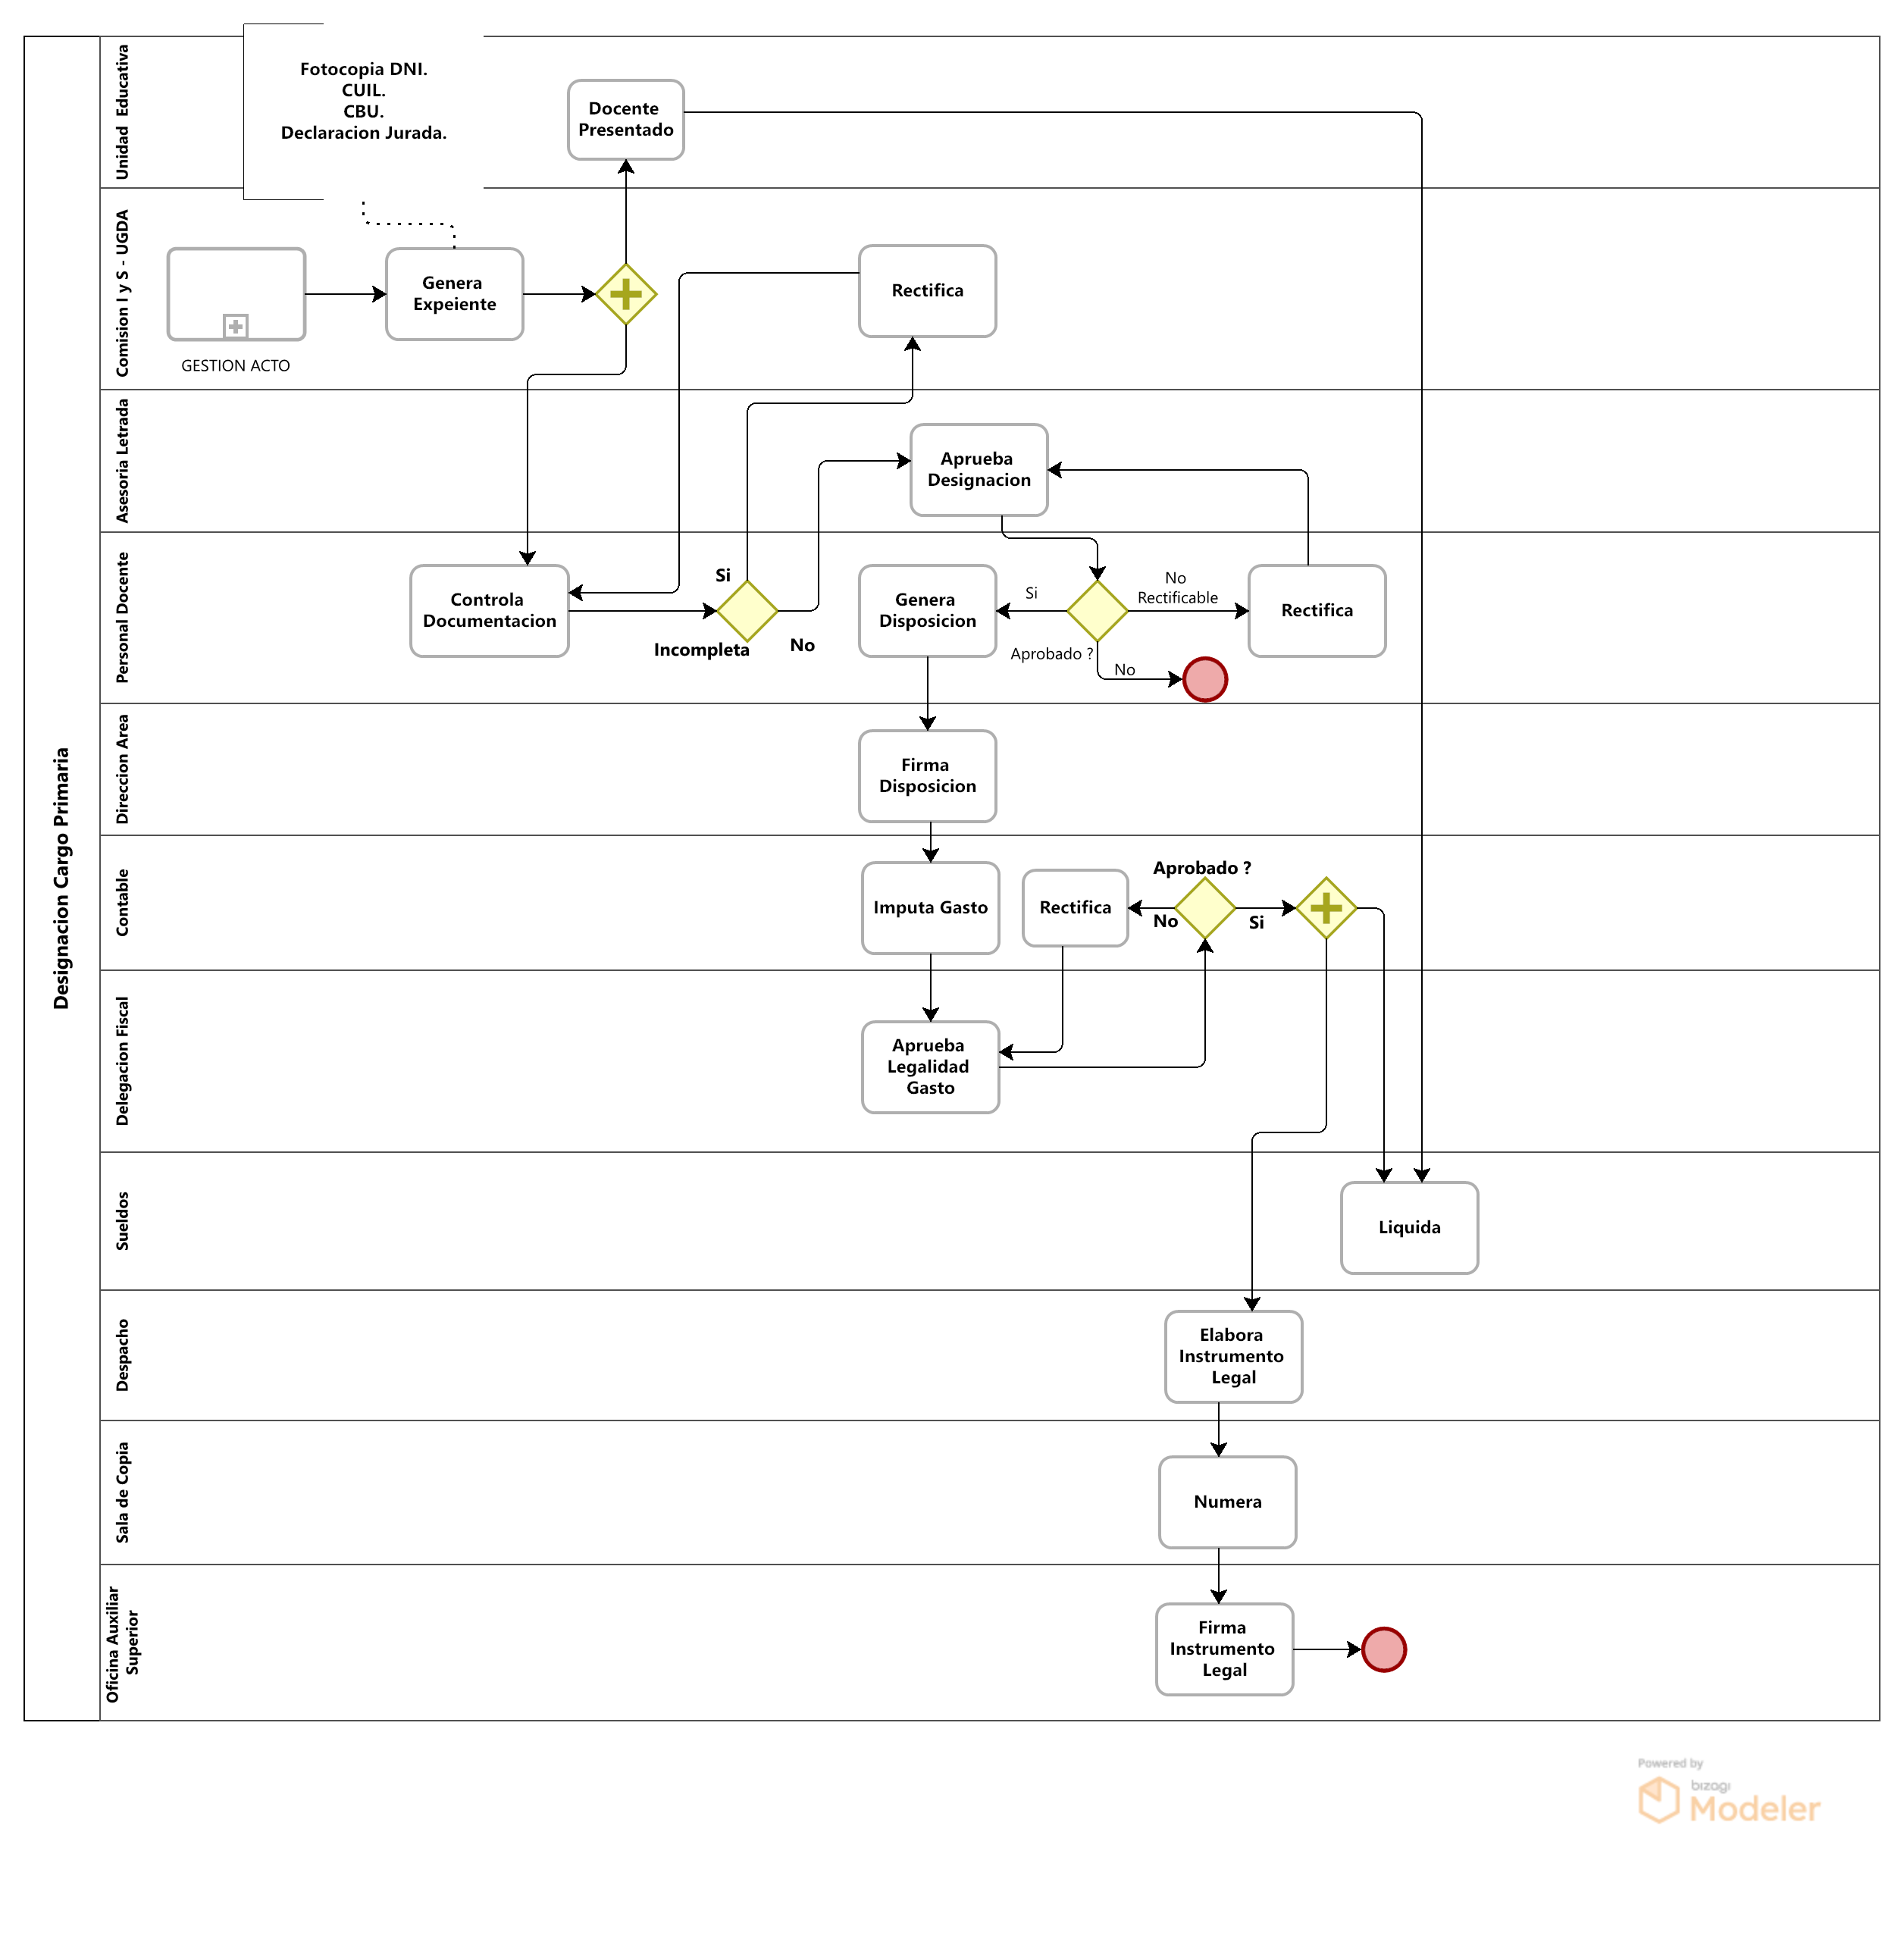 Designacion Cargo Primaria
Unidad Educativa
Fotocopia DNI.
CUIL.
CBU.
Declaracion Jurada.
Docente
Presentado
Comision I y S - UGDA
GESTION ACTO
Genera
Expeiente
Rectifica
Asesoria Letrada
Aprueba
Designacion
Personal Docente
Controla
Documentacion
Si
Incompleta
No
Genera
Disposicion
Si
Aprobado ?
No
Rectificable
No
Rectifica
Direccion Area
Firma
Disposicion
Contable
Imputa Gasto
Rectifica
Aprobado ?
No
Si
Delegacion Fiscal
Aprueba
Legalidad
Gasto
Sueldos
Liquida
Despacho
Elabora
Instrumento
Legal
Sala de Copia
Numera
Oficina Auxiliar
Superior
Firma
Instrumento
Legal
Powered by
bizagi
Modeler